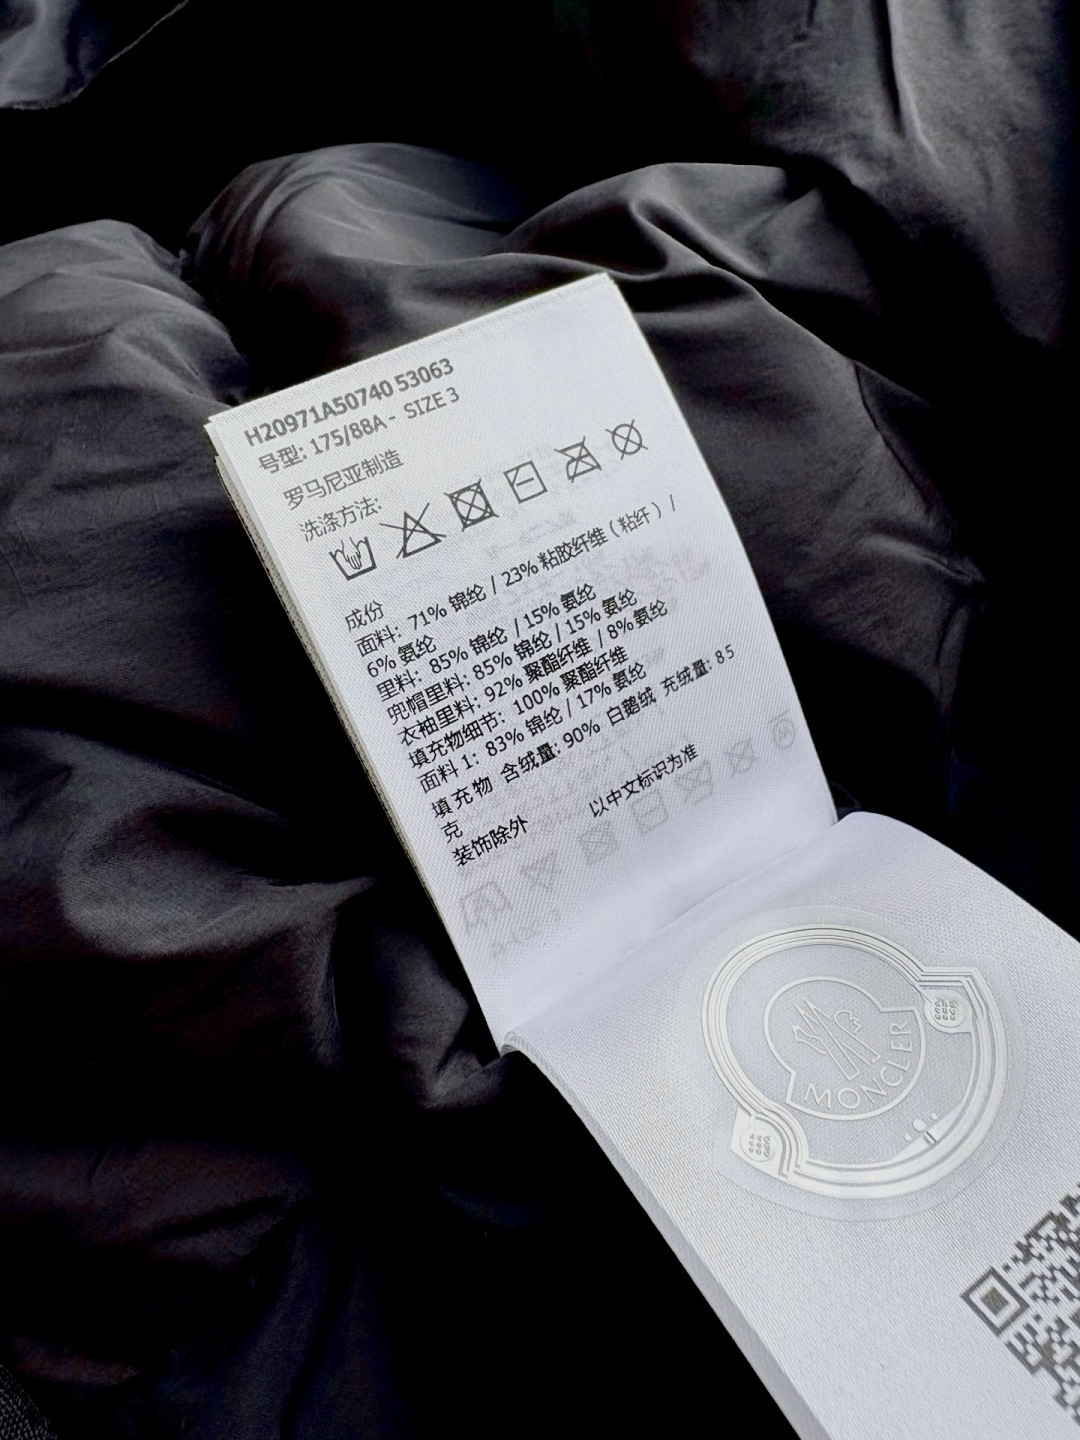 H20971A50740 53063
号型: 175/88A - SIZE 3
罗马尼亚制造
洗涤方法:
成份
面料: 71% 锦纶 / 23% 粘胶纤维 ( 粘纤 ) /
6% 氨纶
里料: 85% 锦纶 / 15% 氨纶
兜帽里料: 85% 锦纶 / 15% 氨纶
衣袖里料: 92% 聚酯纤维 / 8% 氨纶
填充物细节: 100% 聚酯纤维
面料 1: 83% 锦纶 / 17% 氨纶
填充物 含绒量: 90% 白鹅绒 充绒量: 85
克
装饰除外 以中文标识为准
MONCLER